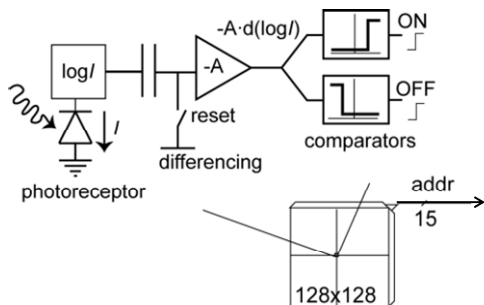 -A·d(logI)
ON
logI
-A
OFF
I
reset
comparators
differencing
photoreceptor
addr
15
128x128